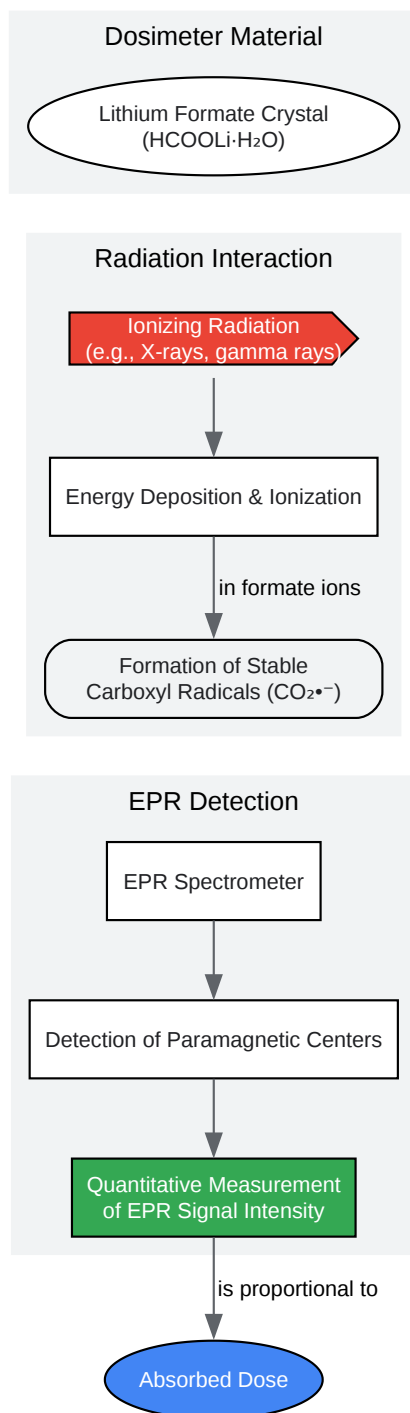 Dosimeter Material
Lithium Formate Crystal
(HCOOLi·H₂O)
Radiation Interaction
Ionizing Radiation
(e.g., X-rays, gamma rays)
Energy Deposition & Ionization
in formate ions
Formation of Stable
Carboxyl Radicals (CO₂•⁻)
EPR Detection
EPR Spectrometer
Detection of Paramagnetic Centers
Quantitative Measurement
of EPR Signal Intensity
is proportional to
Absorbed Dose